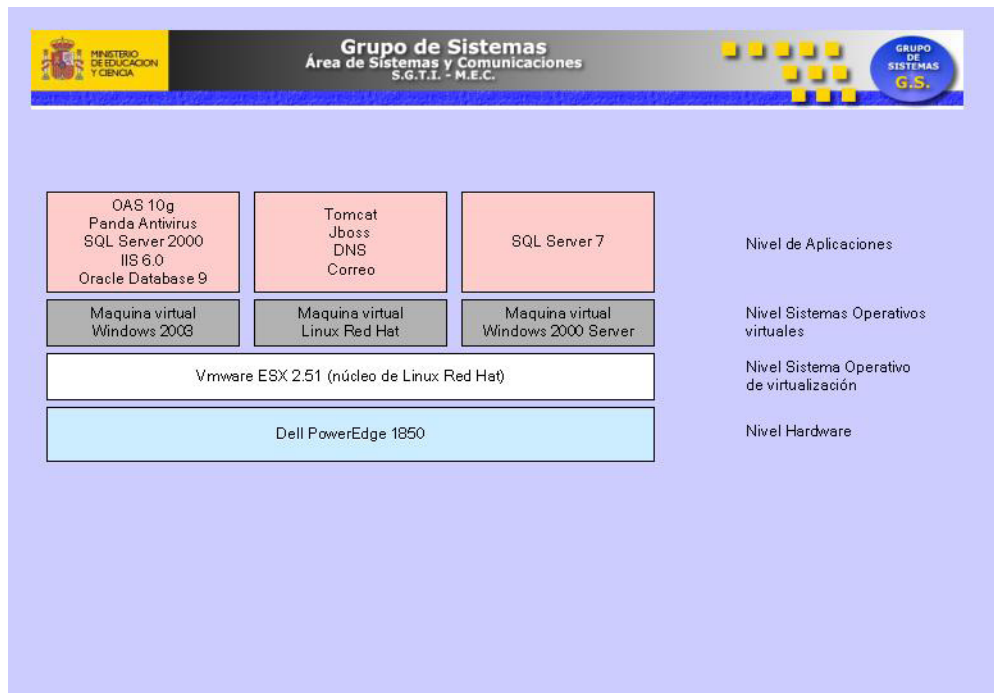 MINISTERIO
DE EDUCACION
Y CIENCIA
Grupo de Sistemas
Área de Sistemas y Comunicaciones
S.G.T.I. - M.E.C.
GRUPO
DE
SISTEMAS
G.S.
OAS 10g
Panda Antivirus
SQL Server 2000
IIS 6.0
Oracle Database 9
Tomcat
Jboss
DNS
Correo
SQL Server 7
Nivel de Aplicaciones
Maquina virtual
Windows 2003
Maquina virtual
Linux Red Hat
Maquina virtual
Windows 2000 Server
Nivel Sistemas Operativos
virtuales
Vmware ESX 2.51 (núcleo de Linux Red Hat)
Nivel Sistema Operativo
de virtualización
Dell PowerEdge 1850
Nivel Hardware